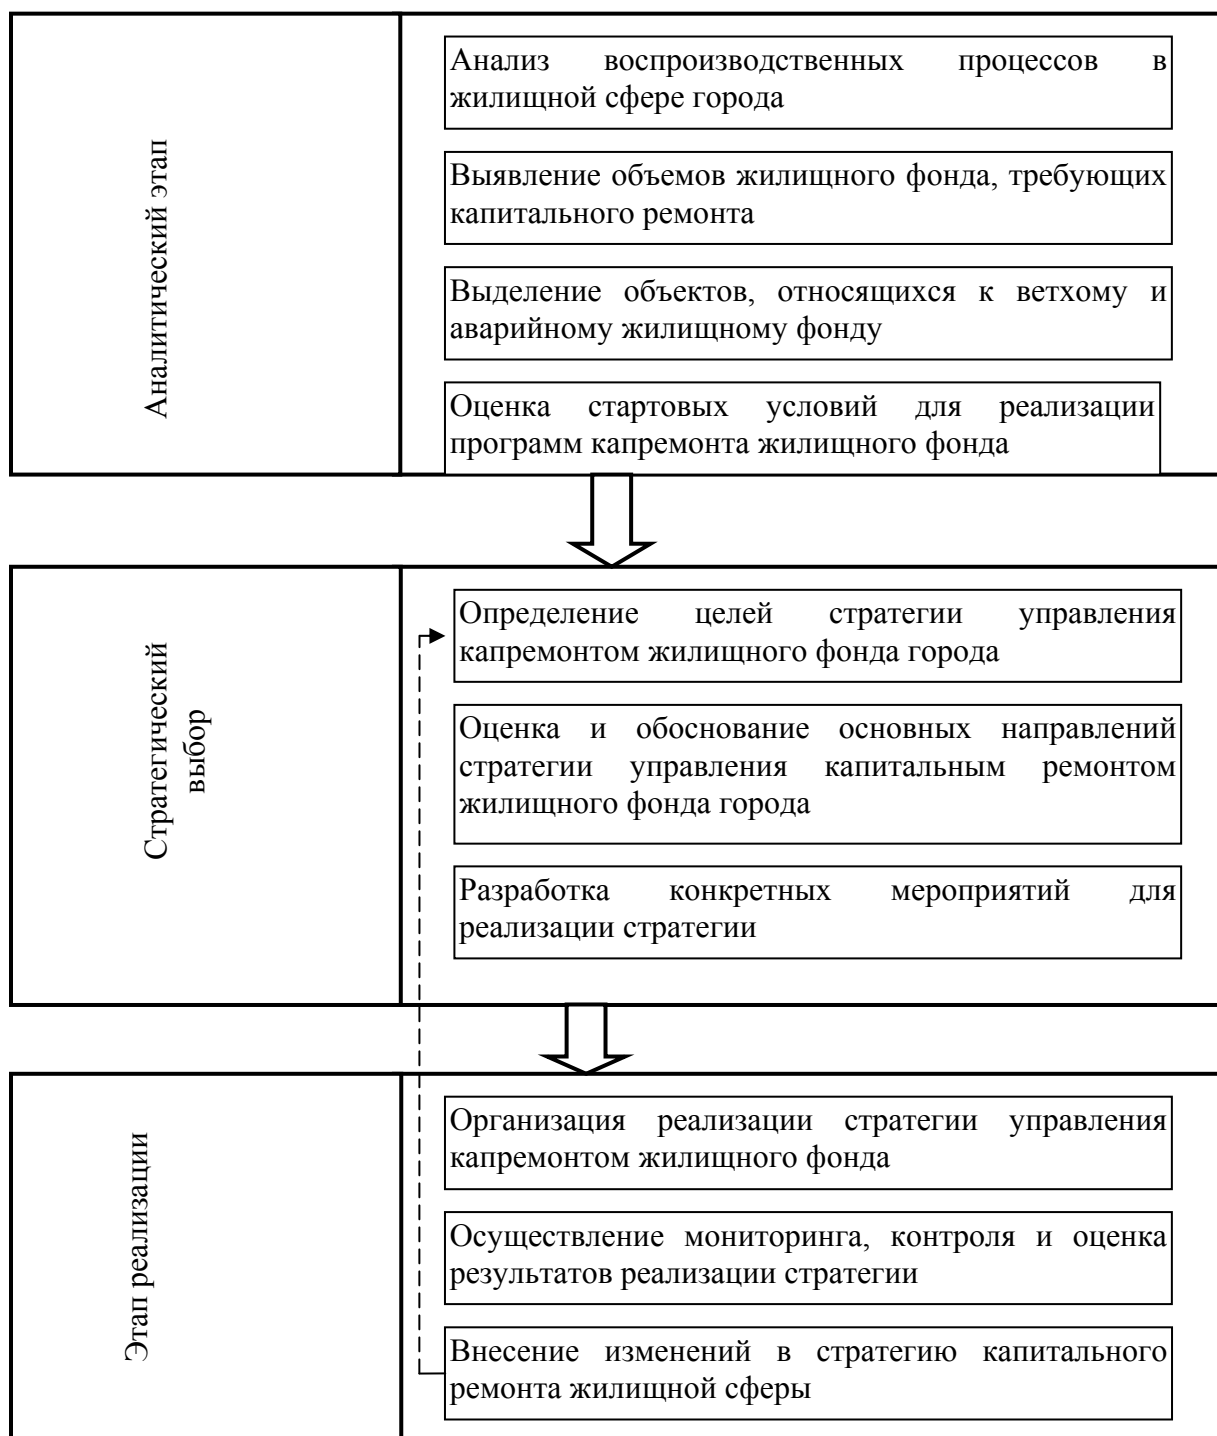 Аналитический этап
Анализ воспроизводственных процессов в
жилищной сфере города
Выявление объемов жилищного фонда, требующих
капитального ремонта
Выделение объектов, относящихся к ветхому и
аварийному жилищному фонду
Оценка стартовых условий для реализации
программ капремонта жилищного фонда
Стратегический
выбор
Определение целей стратегии управления
капремонтом жилищного фонда города
Оценка и обоснование основных направлений
стратегии управления капитальным ремонтом
жилищного фонда города
Разработка конкретных мероприятий для
реализации стратегии
Этап реализации
Организация реализации стратегии управления
капремонтом жилищного фонда
Осуществление мониторинга, контроля и оценка
результатов реализации стратегии
Внесение изменений в стратегию капитального
ремонта жилищной сферы